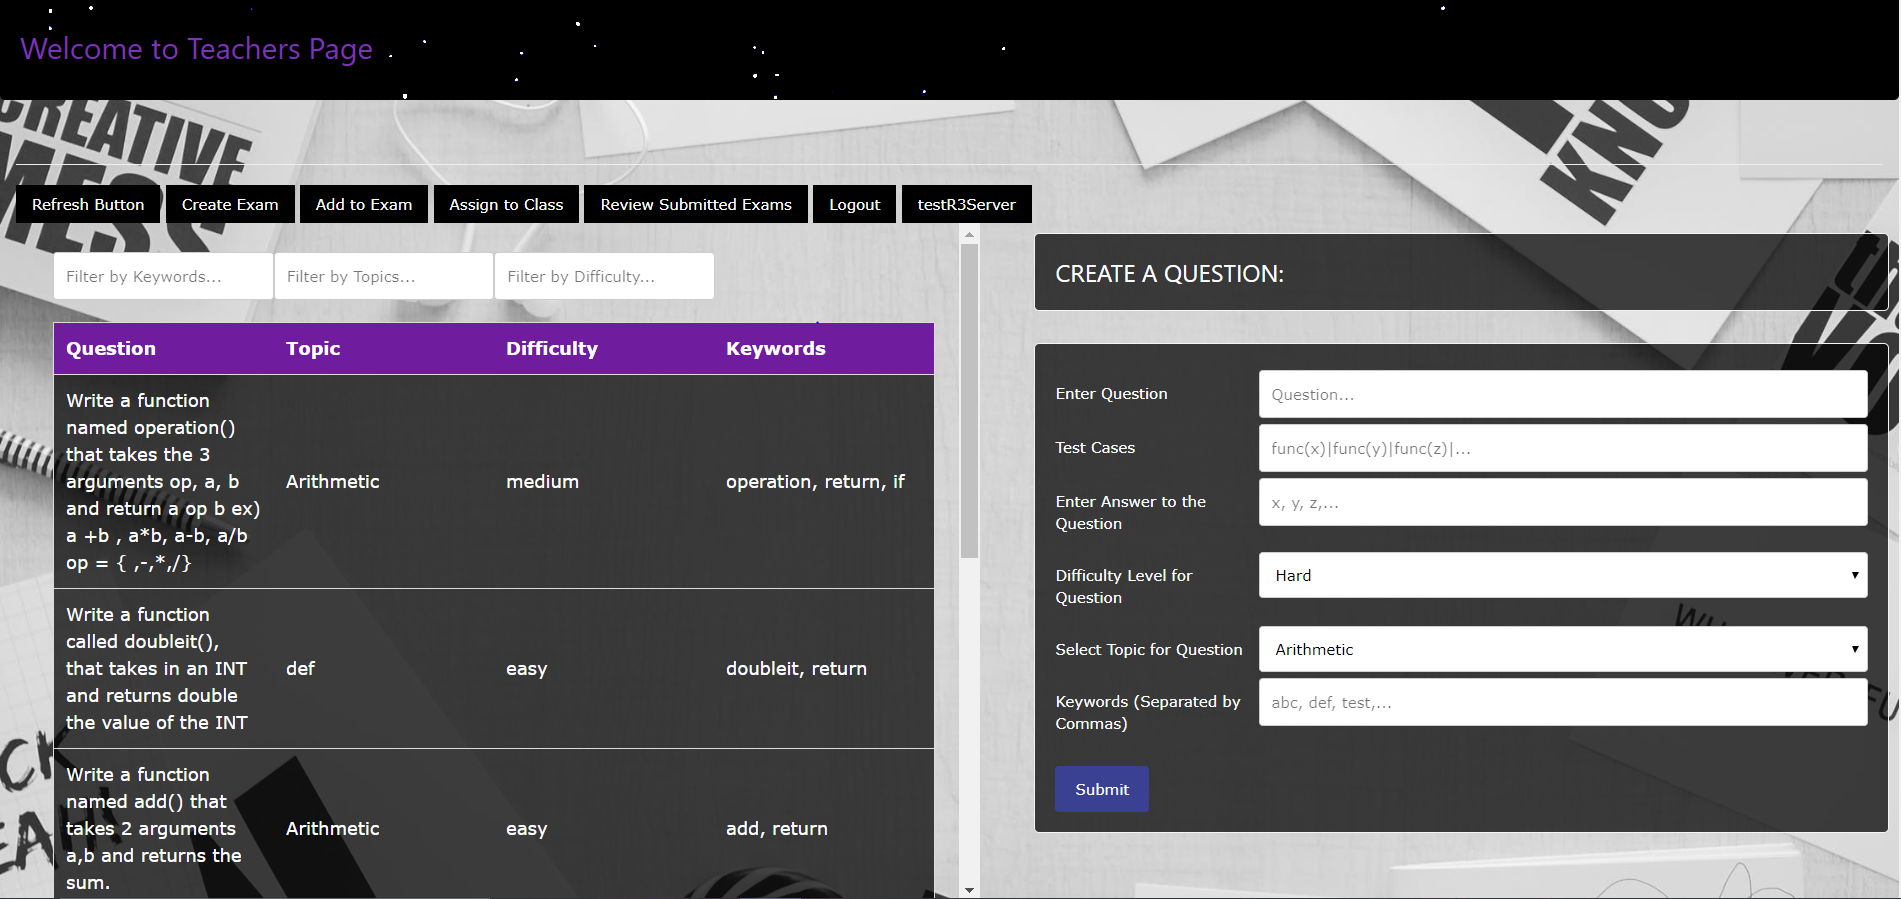 Welcome to Teachers Page
CREATIVE
MESS
KNO
Refresh Button
Create Exam
Add to Exam
Assign to Class
Review Submitted Exams
Logout
testR3Server
Filter by Keywords...
Filter by Topics...
Filter by Difficulty...
Question Topic Difficulty Keywords
Write a function
named operation()
that takes the 3
arguments op, a, b
and return a op b ex)
a +b , a*b, a-b, a/b
op = { ,-,*,/}
Arithmetic
medium
operation, return, if
Write a function
called doubleit(),
that takes in an INT
and returns double
the value of the INT
def
easy
doubleit, return
Write a function
named add() that
takes 2 arguments
a,b and returns the
sum.
Arithmetic
easy
add, return
CREATE A QUESTION:
Enter Question
Question...
Test Cases
func(x)|func(y)|func(z)|...
Enter Answer to the
Question
x, y, z,...
Difficulty Level for
Question
Hard
Select Topic for Question
Arithmetic
Keywords (Separated by
Commas)
abc, def, test,...
Submit